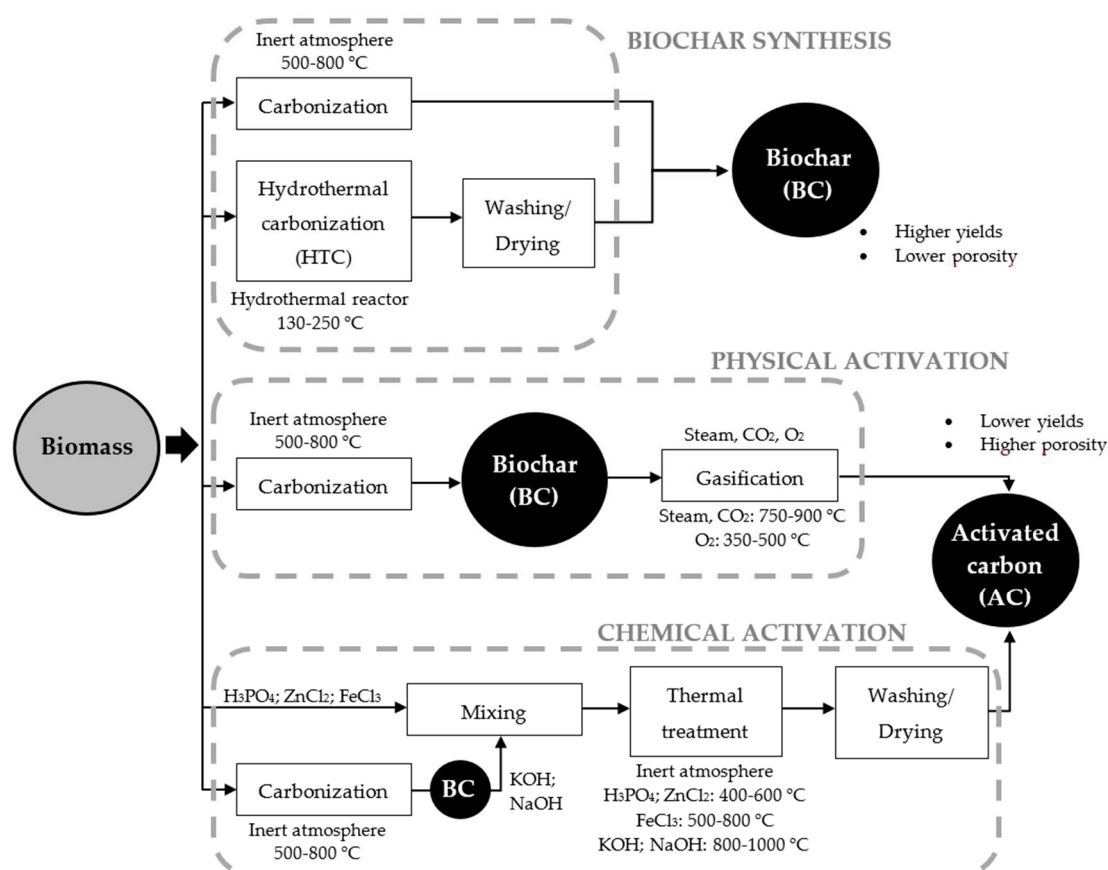 BIOCHAR SYNTHESIS
Inert atmosphere
500-800 °C
Carbonization
Hydrothermal
carbonization
(HTC)
Hydrothermal reactor
130-250 °C
Washing/
Drying
Biochar
(BC)
• Higher yields
• Lower porosity
Biomass
PHYSICAL ACTIVATION
Inert atmosphere
500-800 °C
Carbonization
Biochar
(BC)
Steam, CO₂, O₂
Gasification
Steam, CO₂: 750-900 °C
O₂: 350-500 °C
• Lower yields
• Higher porosity
Activated
carbon
(AC)
CHEMICAL ACTIVATION
H₃PO₄; ZnCl₂; FeCl₃
Mixing
Carbonization
Inert atmosphere
500-800 °C
BC
KOH;
NaOH
Thermal
treatment
Inert atmosphere
H₃PO₄; ZnCl₂: 400-600 °C
FeCl₃: 500-800 °C
KOH; NaOH: 800-1000 °C
Washing/
Drying